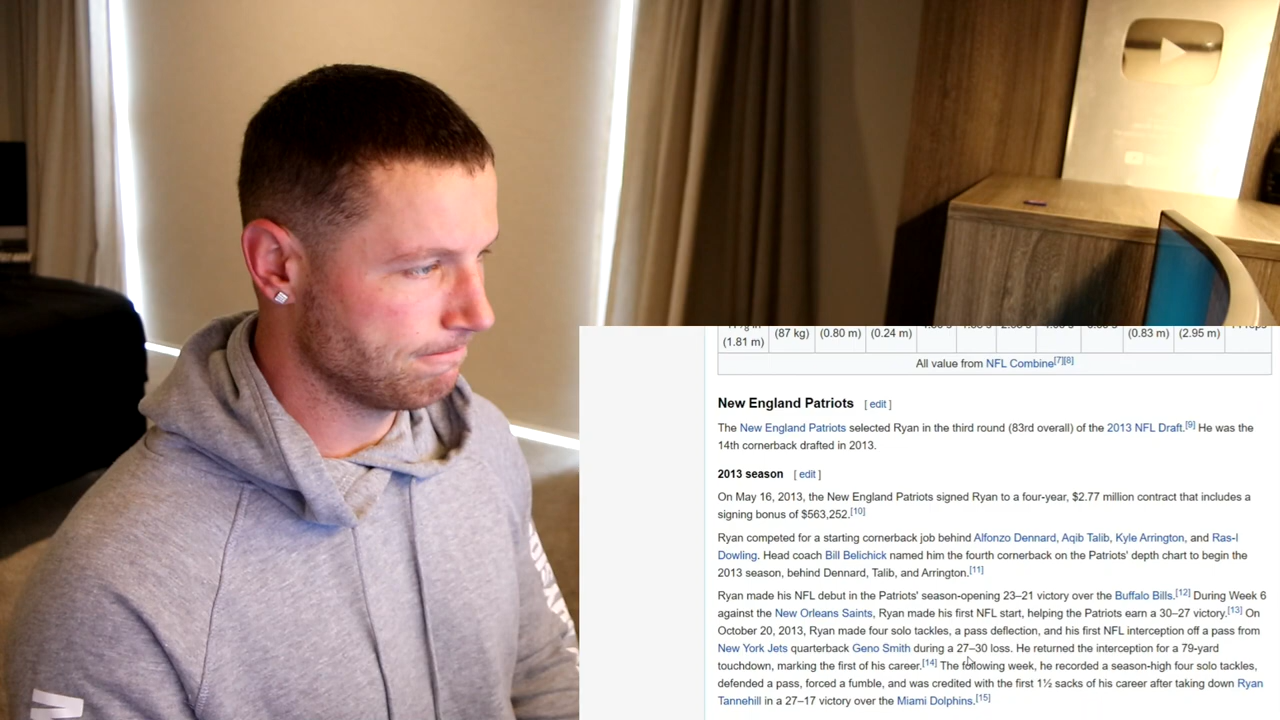 (1.81 m) (87 kg) (0.80 m) (0.24 m) (0.83 m) (2.95 m)
All value from NFL Combine[7][8]
New England Patriots [ edit ]
The New England Patriots selected Ryan in the third round (83rd overall) of the 2013 NFL Draft.[9] He was the
14th cornerback drafted in 2013.
2013 season [ edit ]
On May 16, 2013, the New England Patriots signed Ryan to a four-year, $2.77 million contract that includes a
signing bonus of $563,252.[10]
Ryan competed for a starting cornerback job behind Alfonzo Dennard, Aqib Talib, Kyle Arrington, and Ras-I
Dowling. Head coach Bill Belichick named him the fourth cornerback on the Patriots' depth chart to begin the
2013 season, behind Dennard, Talib, and Arrington.[11]
Ryan made his NFL debut in the Patriots' season-opening 23–21 victory over the Buffalo Bills.[12] During Week 6
against the New Orleans Saints, Ryan made his first NFL start, helping the Patriots earn a 30–27 victory.[13] On
October 20, 2013, Ryan made four solo tackles, a pass deflection, and his first NFL interception off a pass from
New York Jets quarterback Geno Smith during a 27–30 loss. He returned the interception for a 79-yard
touchdown, marking the first of his career.[14] The following week, he recorded a season-high four solo tackles,
defended a pass, forced a fumble, and was credited with the first 1½ sacks of his career after taking down Ryan
Tannehill in a 27–17 victory over the Miami Dolphins.[15]